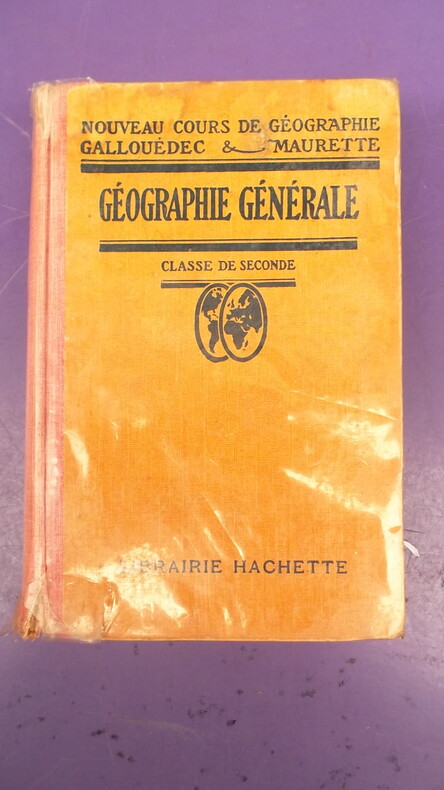 NOUVEAU COURS DE GÉOGRAPHIE
GALLOUÉDEC & MAURETTE
GÉOGRAPHIE GÉNÉRALE
CLASSE DE SECONDE
LIBRAIRIE HACHETTE